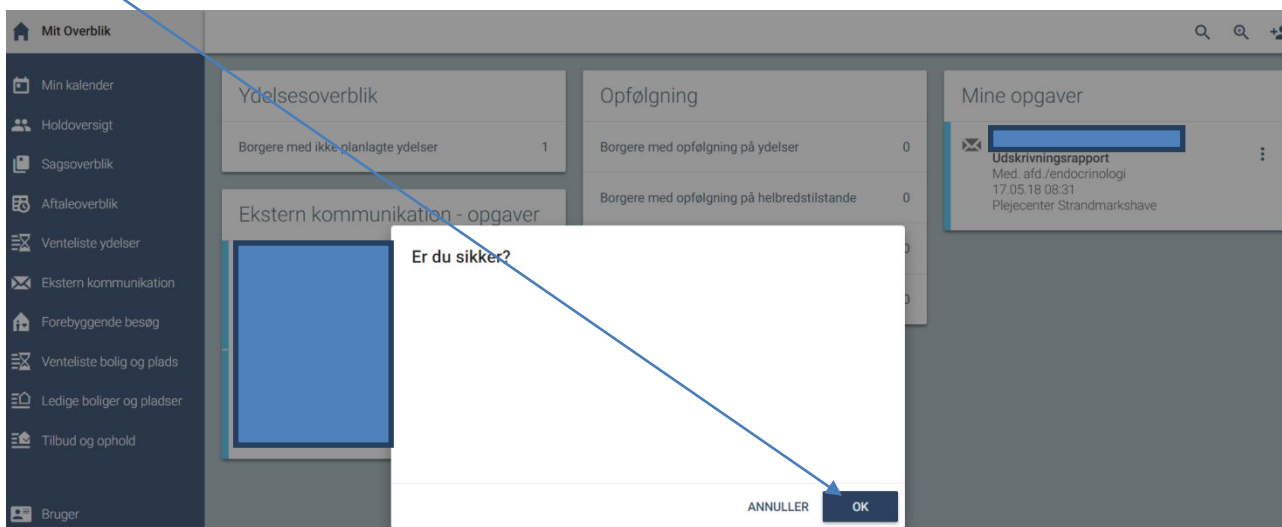 Mit Overblik
Min kalender
Holdoversigt
Sagsoverblik
Aftaleoverblik
Venteliste ydelser
Ekstern kommunikation
Forebyggende besøg
Venteliste bolig og plads
Ledige boliger og pladser
Tilbud og ophold
Bruger
Ydelsesoverblik
Borgere med ikke planlagte ydelser 1
Ekstern kommunikation - opgaver
Opfølgning
Borgere med opfølgning på ydelser 0
Borgere med opfølgning på helbredstilstande 0
0
0
Mine opgaver
Udskrivningsrapport
Med. afd./endocrinologi
17.05.18 08:31
Plejecenter Strandmarkshave
Er du sikker?
ANNULLER OK